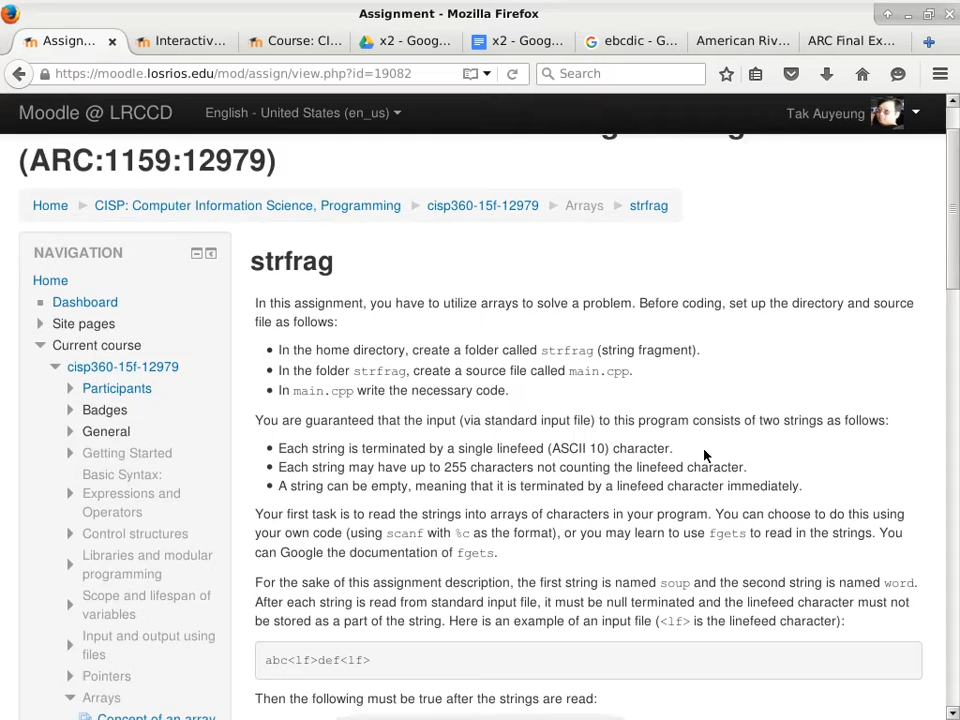 Assignment - Mozilla Firefox
Assign... Interactiv... Course: CI... x2 - Goog... x2 - Goog... ebcdic - G... American Riv... ARC Final Ex...
https://moodle.losrios.edu/mod/assign/view.php?id=19082 Search
Moodle @ LRCCD English - United States (en_us) Tak Auyeung
(ARC:1159:12979)
Home CISP: Computer Information Science, Programming cisp360-15f-12979 Arrays strfrag
NAVIGATION
Home
Dashboard
Site pages
Current course
cisp360-15f-12979
Participants
Badges
General
Getting Started
Basic Syntax:
Expressions and
Operators
Control structures
Libraries and modular
programming
Scope and lifespan of
variables
Input and output using
files
Pointers
Arrays
Concept of an array
strfrag
In this assignment, you have to utilize arrays to solve a problem. Before coding, set up the directory and source
file as follows:
In the home directory, create a folder called strfrag (string fragment).
In the folder strfrag, create a source file called main.cpp.
In main.cpp write the necessary code.
You are guaranteed that the input (via standard input file) to this program consists of two strings as follows:
Each string is terminated by a single linefeed (ASCII 10) character.
Each string may have up to 255 characters not counting the linefeed character.
A string can be empty, meaning that it is terminated by a linefeed character immediately.
Your first task is to read the strings into arrays of characters in your program. You can choose to do this using
your own code (using scanf with %c as the format), or you may learn to use fgets to read in the strings. You
can Google the documentation of fgets.
For the sake of this assignment description, the first string is named soup and the second string is named word.
After each string is read from standard input file, it must be null terminated and the linefeed character must not
be stored as a part of the string. Here is an example of an input file (<lf> is the linefeed character):
abc<lf>def<lf>
Then the following must be true after the strings are read: